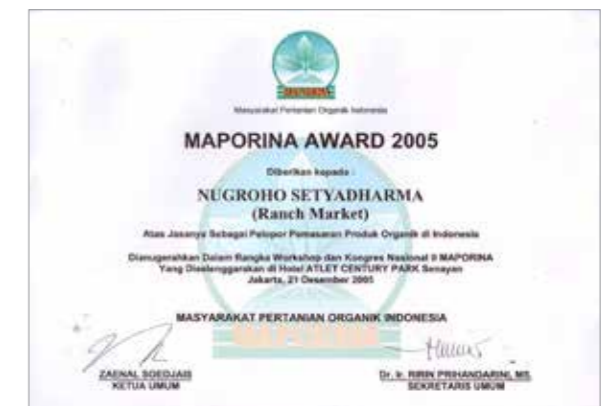 MAPORINA
Masyarakat Pertanian Organik Indonesia
MAPORINA AWARD 2005
Diberikan kepada :
NUGROHO SETYADHARMA
(Ranch Market)
Atas Jasanya Sebagai Pelopor Pemasaran Produk Organik di Indonesia
Dianugerahkan Dalam Rangka Workshop dan Kongres Nasional II MAPORINA
Yang Diselenggarakan di Hotel ATLET CENTURY PARK Senayan
Jakarta, 21 Desember 2005
MASYARAKAT PERTANIAN ORGANIK INDONESIA
MAPORINA
ZAENAL SOEDJAIS
KETUA UMUM
Dr. Ir. RIRIN PRIHANDARINI, MS.
SEKRETARIS UMUM